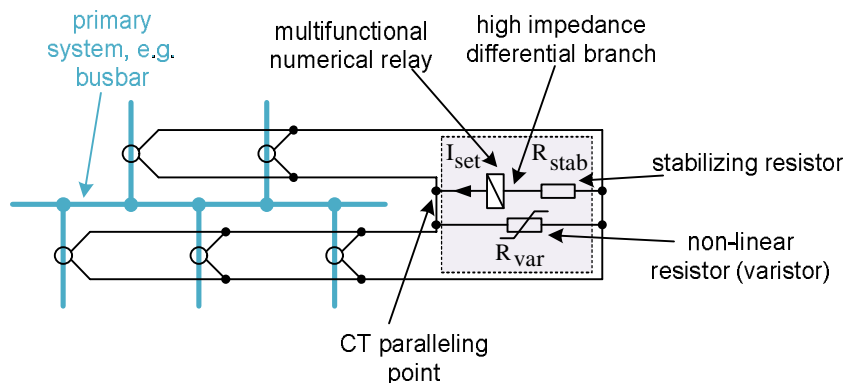 primary
system, e.g.
busbar
multifunctional
numerical relay
high impedance
differential branch
Iset
Rstab
stabilizing resistor
Rvar
non-linear
resistor (varistor)
CT paralleling
point